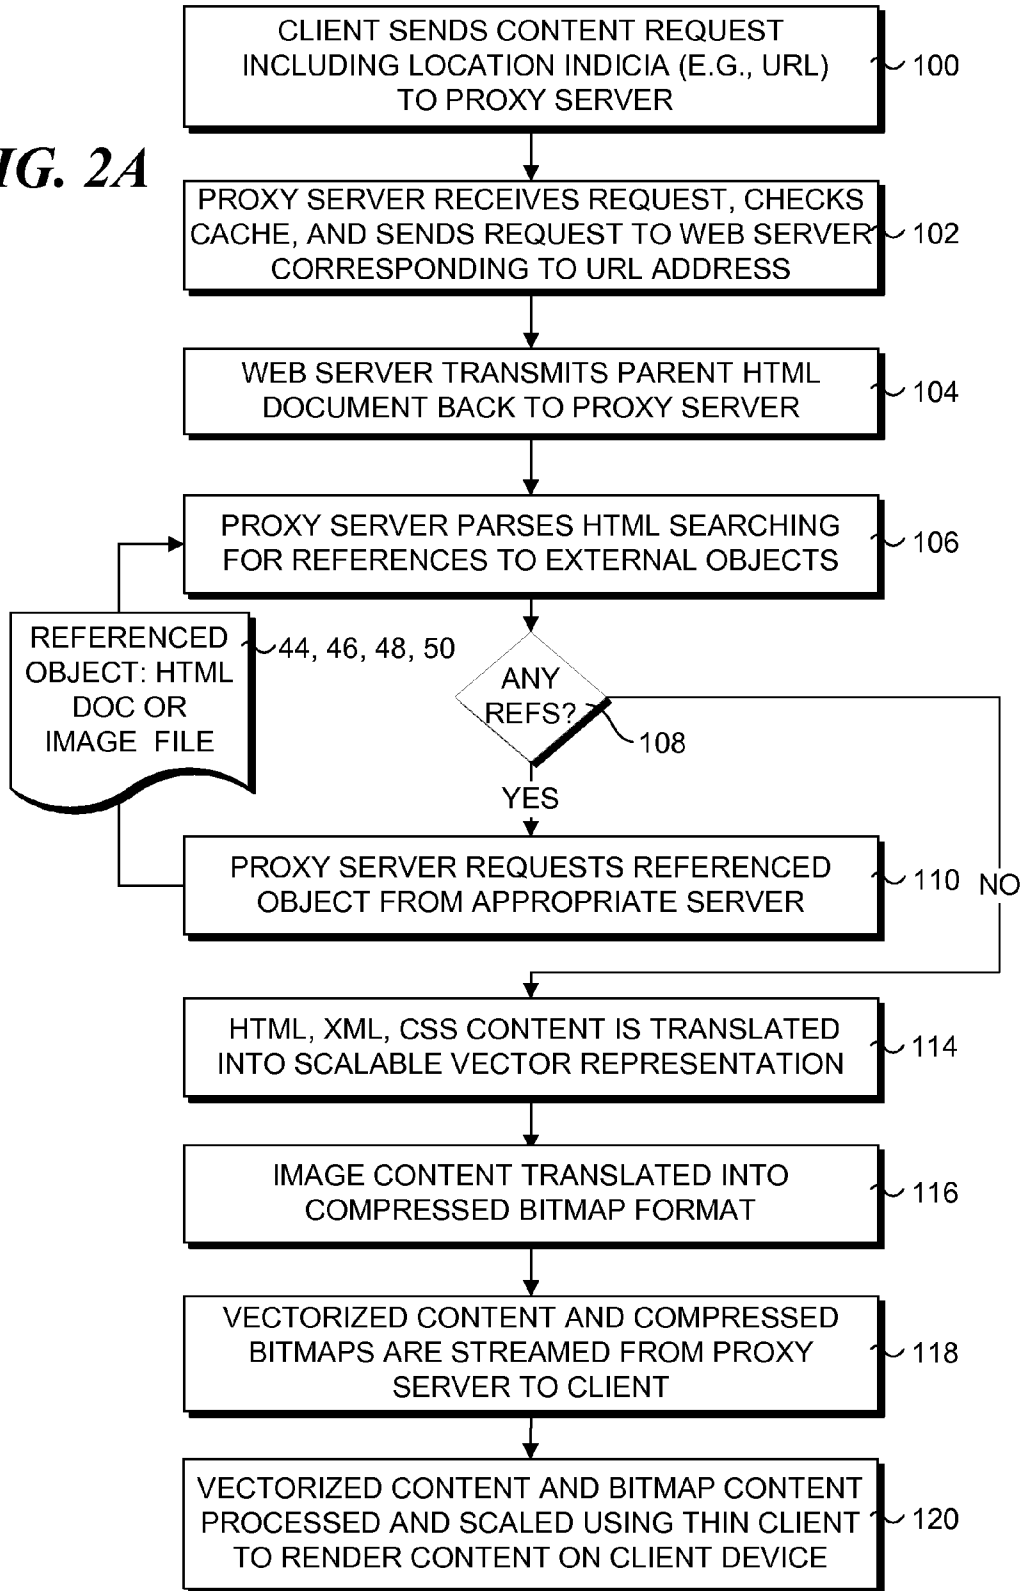 CLIENT SENDS CONTENT REQUEST
INCLUDING LOCATION INDICIA (E.G., URL)
TO PROXY SERVER
100
IG. 2A
PROXY SERVER RECEIVES REQUEST, CHECKS
CACHE, AND SENDS REQUEST TO WEB SERVER
CORRESPONDING TO URL ADDRESS
102
WEB SERVER TRANSMITS PARENT HTML
DOCUMENT BACK TO PROXY SERVER
104
PROXY SERVER PARSES HTML SEARCHING
FOR REFERENCES TO EXTERNAL OBJECTS
106
REFERENCED
OBJECT: HTML
DOC OR
IMAGE FILE
44, 46, 48, 50
ANY
REFS?
108
YES
PROXY SERVER REQUESTS REFERENCED
OBJECT FROM APPROPRIATE SERVER
110
NO
HTML, XML, CSS CONTENT IS TRANSLATED
INTO SCALABLE VECTOR REPRESENTATION
114
IMAGE CONTENT TRANSLATED INTO
COMPRESSED BITMAP FORMAT
116
VECTORIZED CONTENT AND COMPRESSED
BITMAPS ARE STREAMED FROM PROXY
SERVER TO CLIENT
118
VECTORIZED CONTENT AND BITMAP CONTENT
PROCESSED AND SCALED USING THIN CLIENT
TO RENDER CONTENT ON CLIENT DEVICE
120